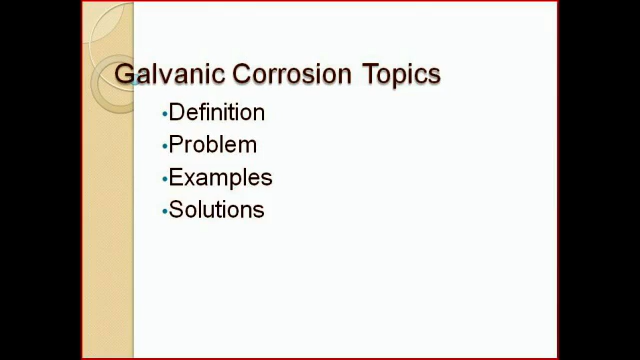 Galvanic Corrosion Topics
•Definition
•Problem
•Examples
•Solutions